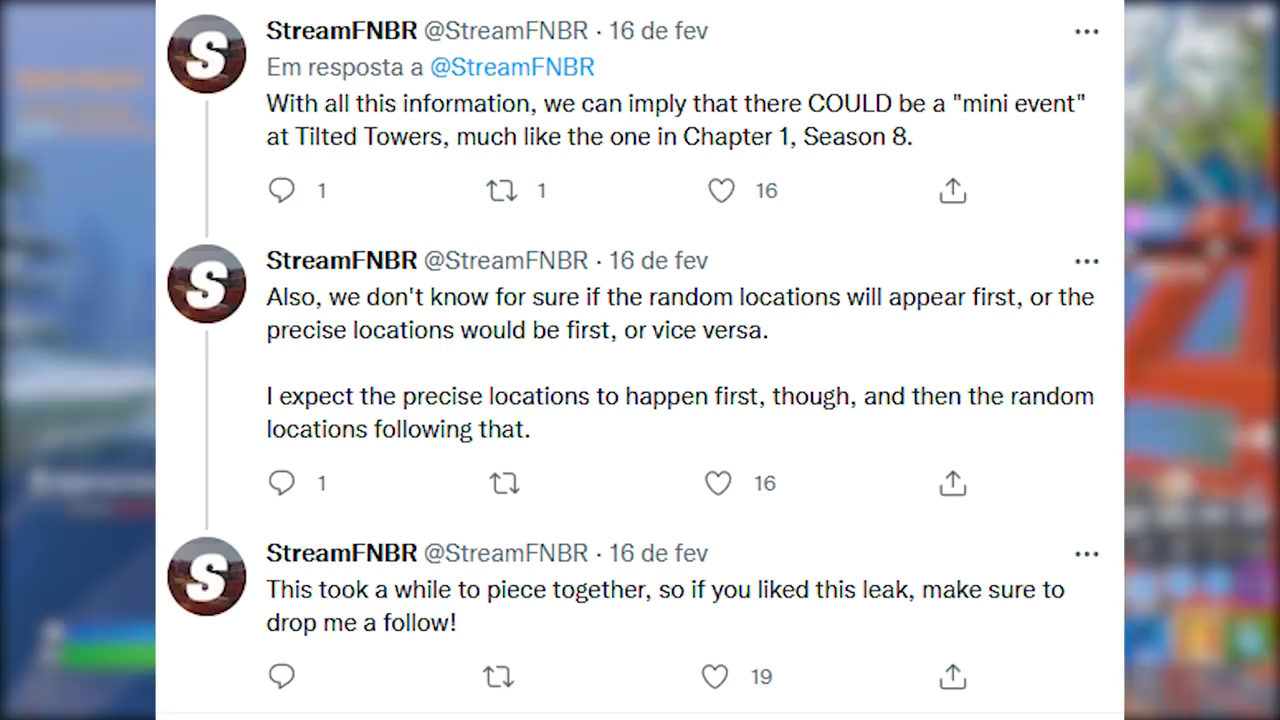 StreamFNBR @StreamFNBR · 16 de fev
Em resposta a @StreamFNBR
With all this information, we can imply that there COULD be a "mini event"
at Tilted Towers, much like the one in Chapter 1, Season 8.
1 1 16
StreamFNBR @StreamFNBR · 16 de fev
Also, we don't know for sure if the random locations will appear first, or the
precise locations would be first, or vice versa.
I expect the precise locations to happen first, though, and then the random
locations following that.
1 16
StreamFNBR @StreamFNBR · 16 de fev
This took a while to piece together, so if you liked this leak, make sure to
drop me a follow!
19